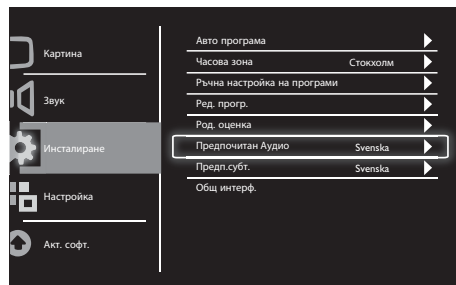 Картина
Звук
Инсталиране
Настройка
Акт. софт.
Авто програма
Часова зона Стокхолм
Ръчна настройка на програми
Ред. прогр.
Род. оценка
Предпочитан Аудио Svenska
Предп.субт. Svenska
Общ интерф.